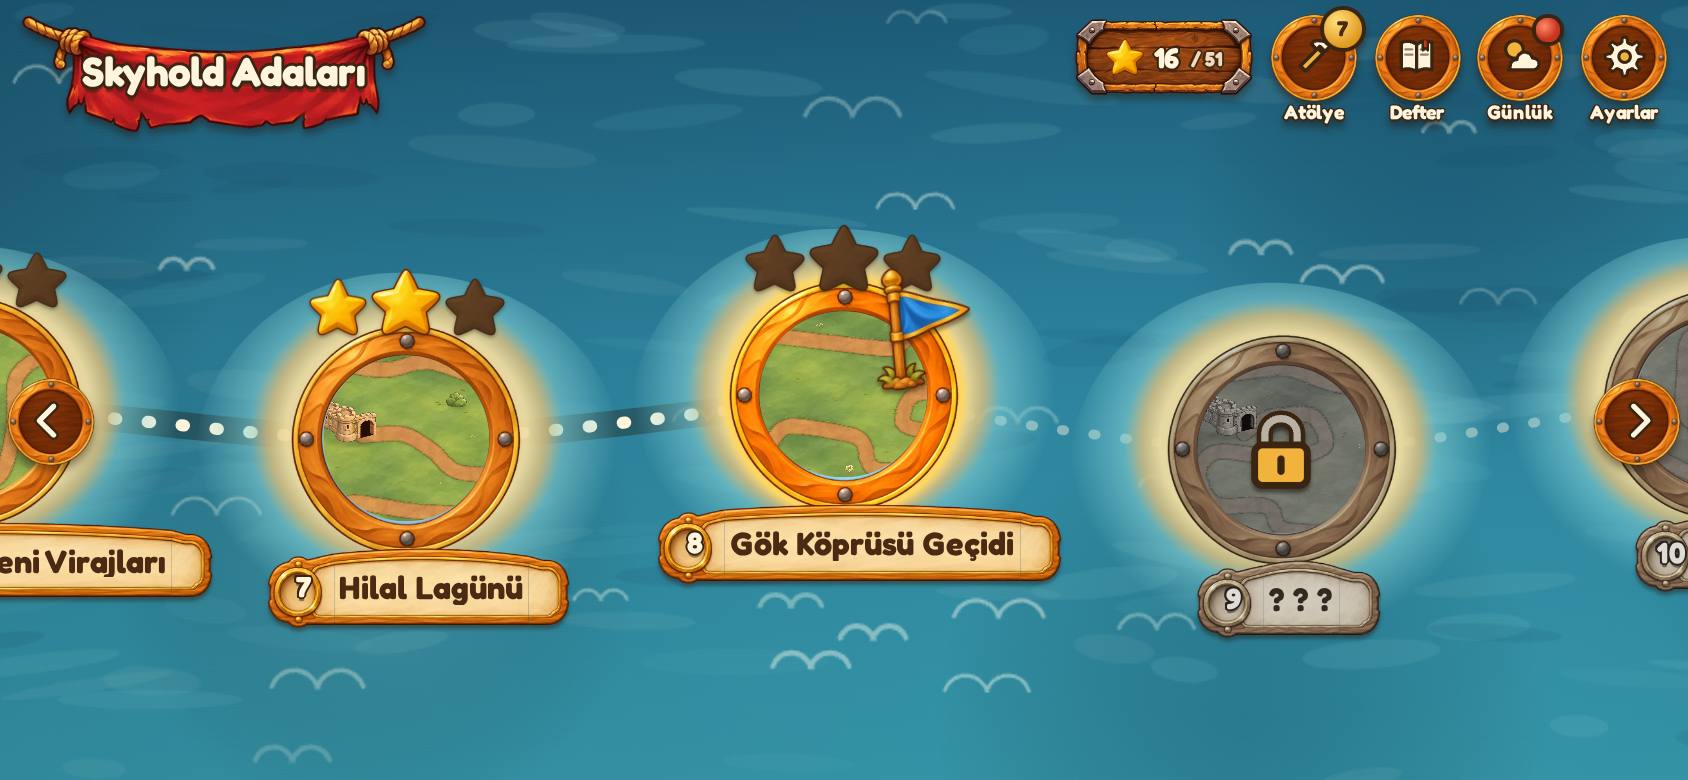 Skyhold Adaları
16 / 51
7
Atölye
Defter
Günlük
Ayarlar
eni Virajları
7 Hilal Lagünü
8 Gök Köprüsü Geçidi
9 ? ? ?
10